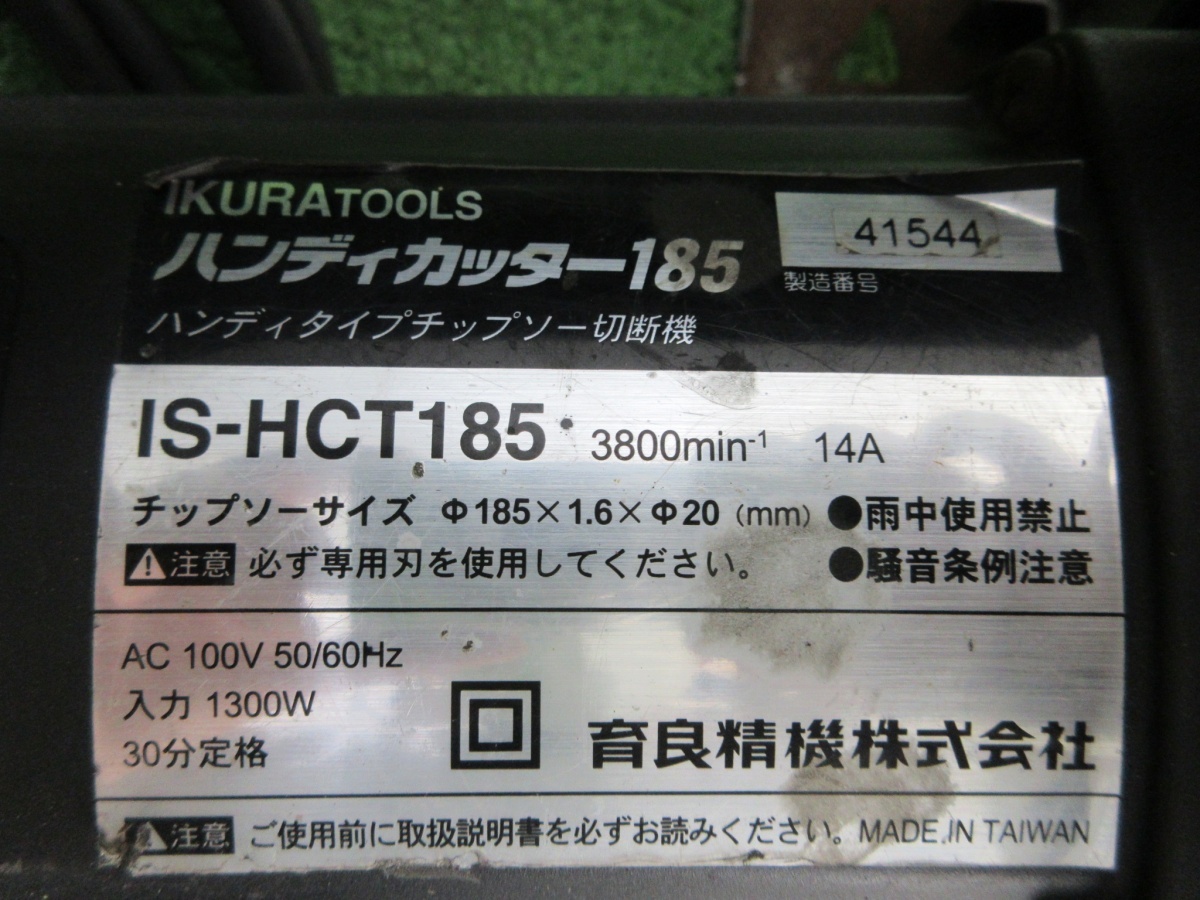 IKURATOOLS
ハンディカッター185
41544
製造番号
ハンディタイプチップソー切断機
IS-HCT185 3800min-1 14A
チップソーサイズ Φ185×1.6×Φ20 (mm) ●雨中使用禁止
注意 必ず専用刃を使用してください。 ●騒音条例注意
AC 100V 50/60Hz
入力 1300W
30分定格
育良精機株式会社
注意 ご使用前に取扱説明書を必ずお読みください。 MADE.IN TAIWAN